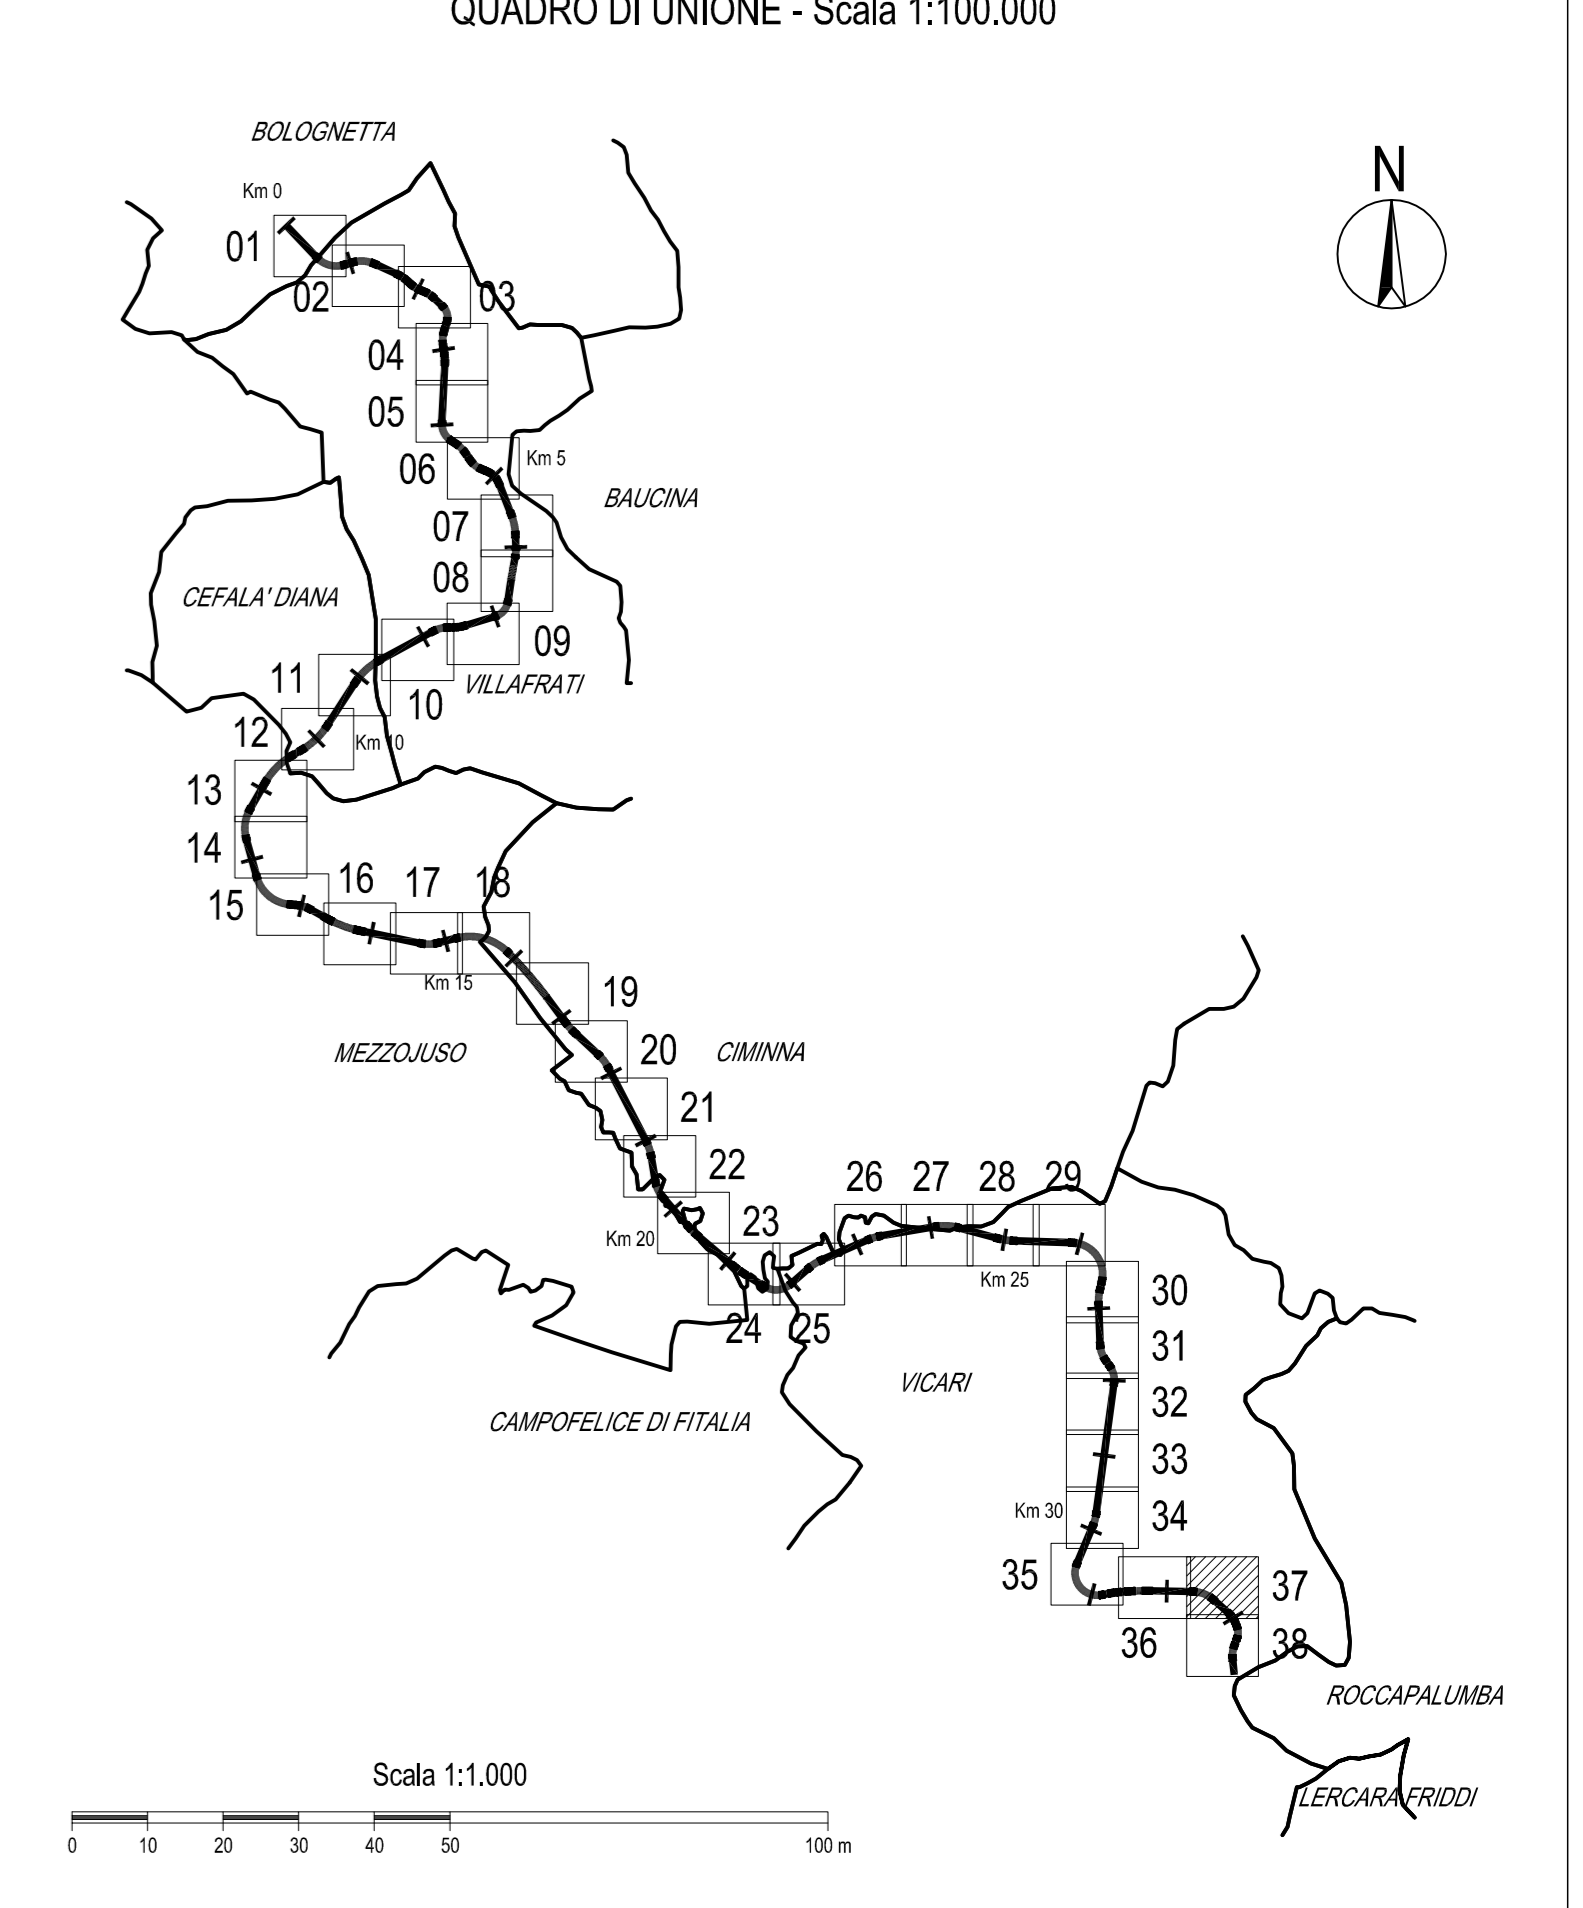 QUADRO DI UNIONE - Scala 1:100.000
BOLOGNETTA
N
Km 0
01
02
03
04
05
06
Km 5
BAUCINA
07
08
CEFALA' DIANA
09
11
VILLAFRATI
10
12
Km 10
13
14
15
16
17
18
Km 15
19
MEZZOJUSO
20
CIMINNA
21
22
26
27
28
29
23
Km 20
Km 25
30
24
25
31
VICARI
32
CAMPOFELICE DI FITALIA
33
Km 30
34
35
37
36
38
ROCCAPALUMBA
LERCARA FRIDDI
Scala 1:1.000
0
10
20
30
40
50
100 m